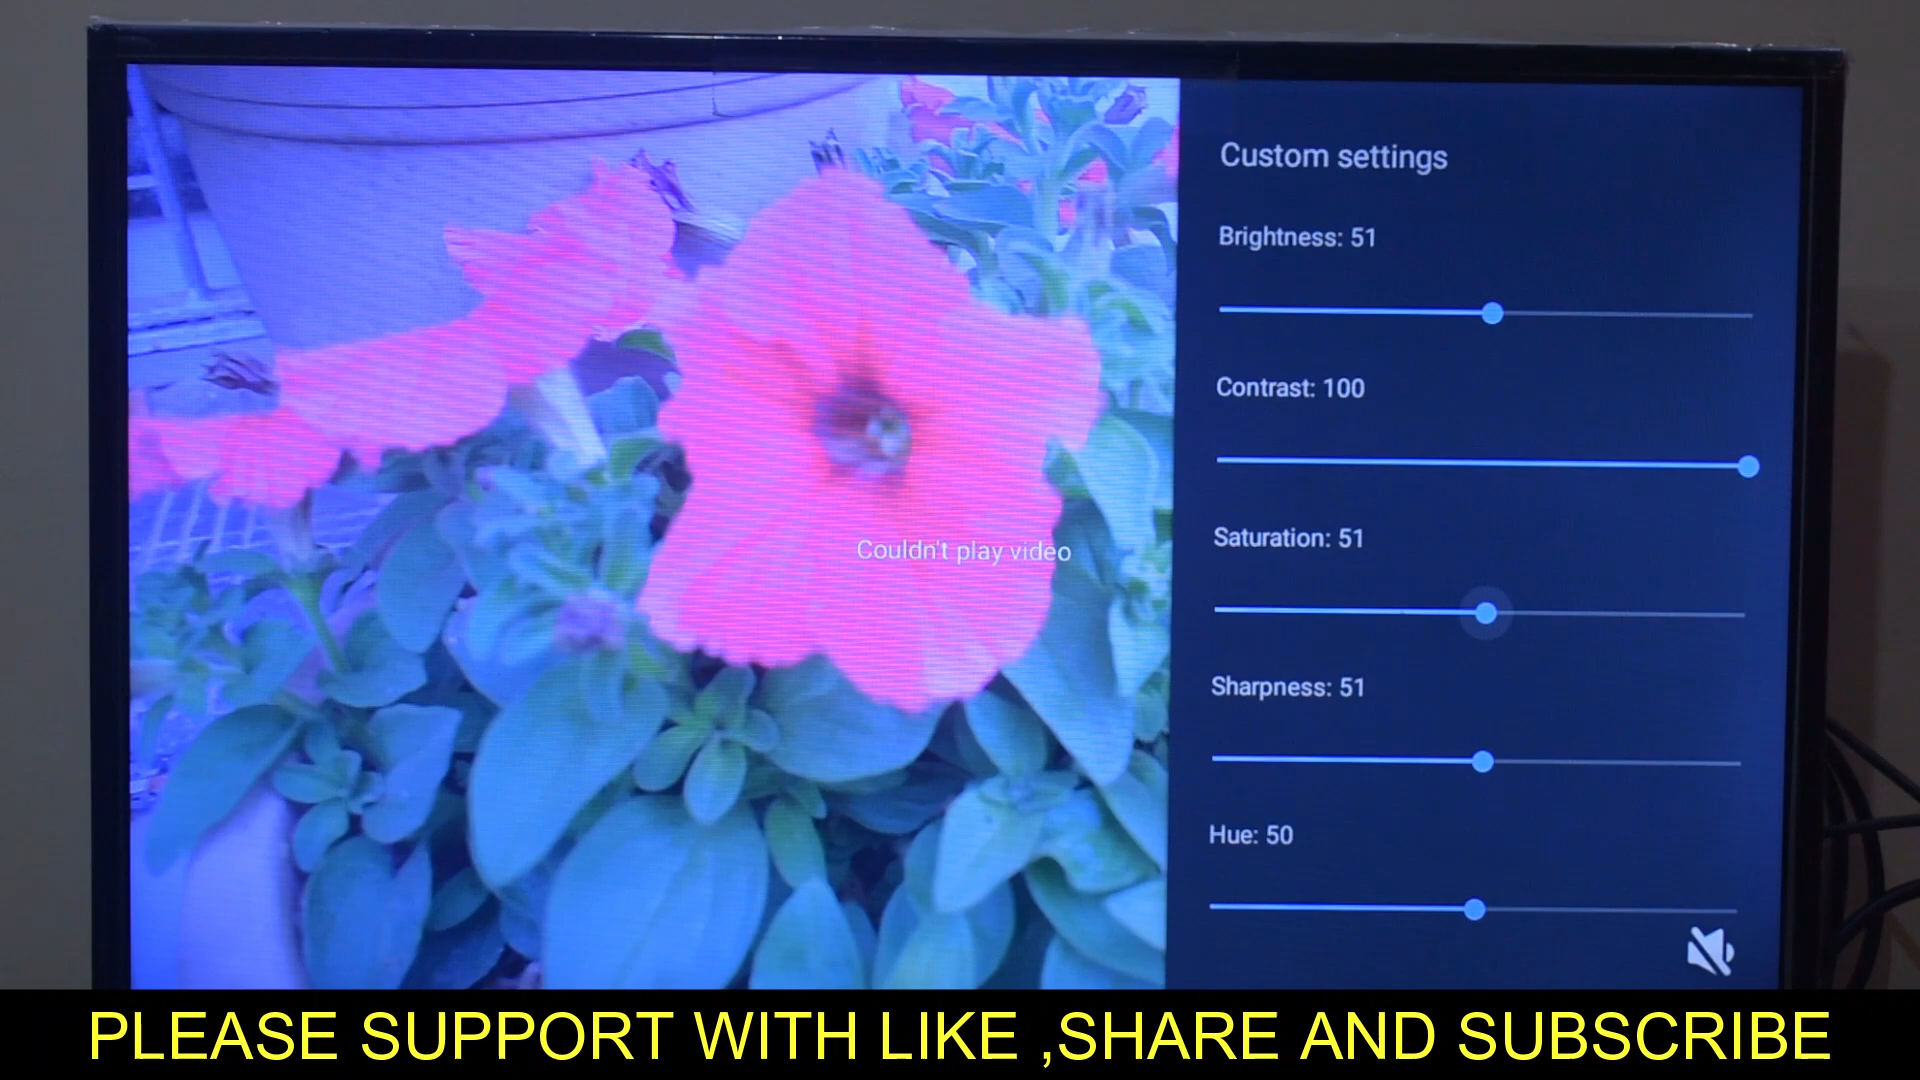 Custom settings
Brightness: 51
Contrast: 100
Saturation: 51
Couldn't play video
Sharpness: 51
Hue: 50
PLEASE SUPPORT WITH LIKE ,SHARE AND SUBSCRIBE